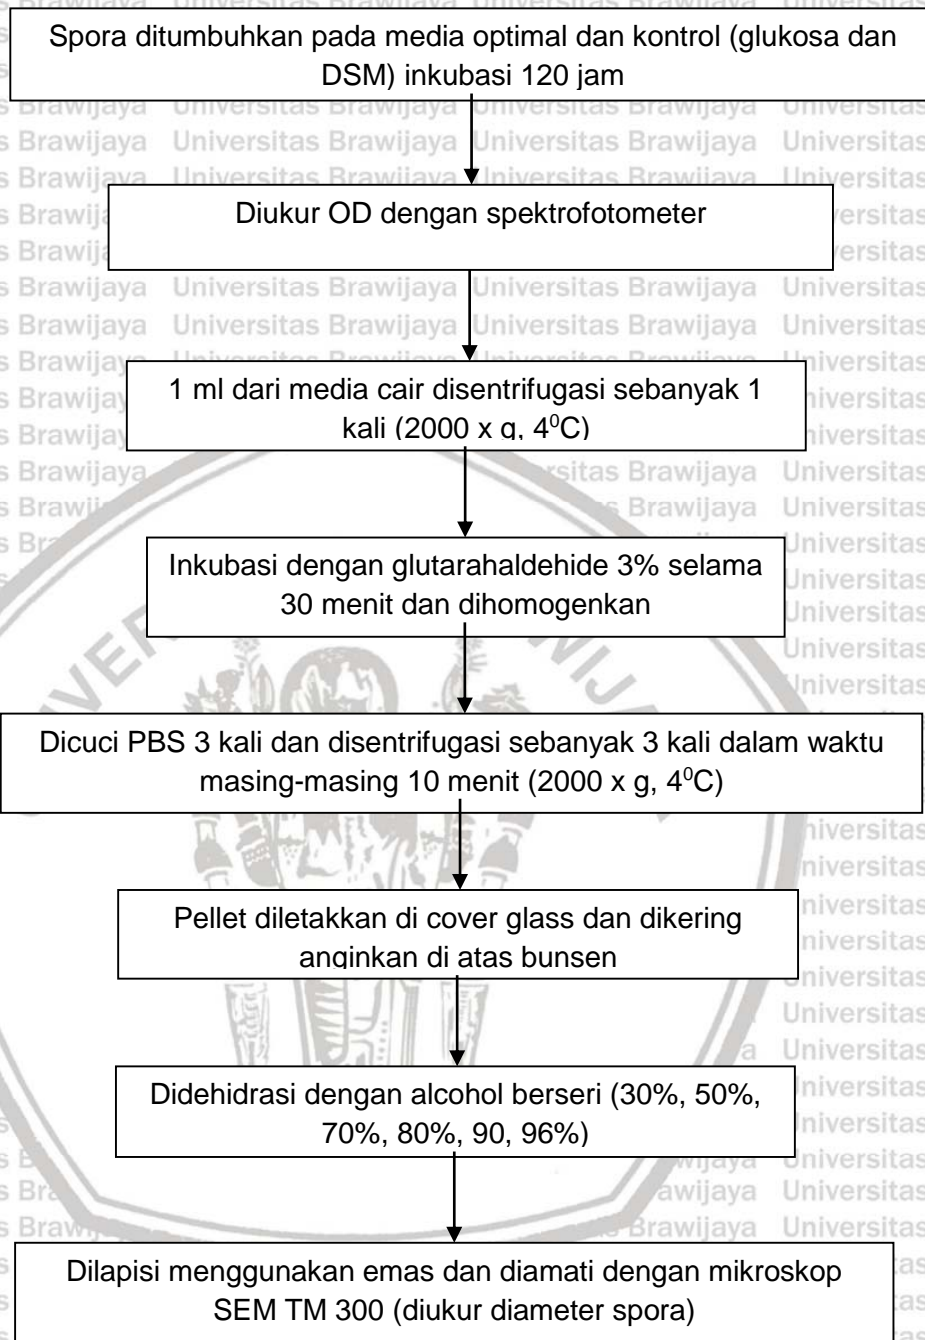 Spora ditumbuhkan pada media optimal dan kontrol (glukosa dan
DSM) inkubasi 120 jam
Diukur OD dengan spektrofotometer
1 ml dari media cair disentrifugasi sebanyak 1
kali (2000 x g, 4⁰C)
Inkubasi dengan glutarahaldehide 3% selama
30 menit dan dihomogenkan
Dicuci PBS 3 kali dan disentrifugasi sebanyak 3 kali dalam waktu
masing-masing 10 menit (2000 x g, 4⁰C)
Pellet diletakkan di cover glass dan dikering
anginkan di atas bunsen
Didehidrasi dengan alcohol berseri (30%, 50%,
70%, 80%, 90, 96%)
Dilapisi menggunakan emas dan diamati dengan mikroskop
SEM TM 300 (diukur diameter spora)